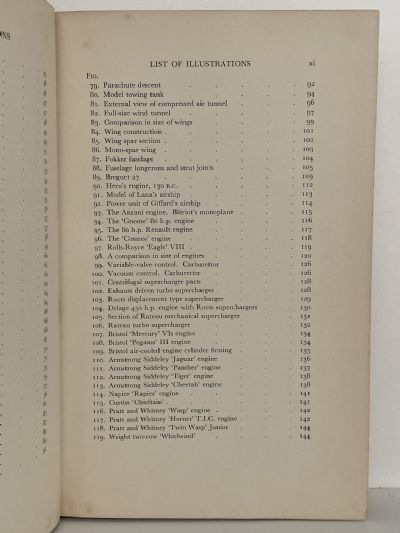 LIST OF ILLUSTRATIONS xi
FIG.
79. Parachute descent . . . . . 92
80. Model towing tank . . . . . 94
81. External view of compressed air tunnel . . . 96
82. Full-size wind tunnel . . . . . 97
83. Comparison in size of wings . . . . 99
84. Wing construction . . . . . 101
85. Wing spar section . . . . . 102
86. Mono-spar wing . . . . . 103
87. Fokker fuselage . . . . . 104
88. Fuselage longerons and strut joints . . . 105
89. Breguet 27 . . . . . 109
90. Hero's engine, 130 B.C. . . . . 112
91. Model of Lana's airship . . . . 113
92. Power unit of Giffard's airship . . . . 114
93. The Anzani engine. Blériot's monoplane . . . 115
94. The 'Gnome' 80 h.p. engine . . . . 116
95. The 80 h.p. Renault engine . . . . 117
96. The 'Cosmos' engine . . . . . 118
97. Rolls-Royce 'Eagle' VIII . . . . 119
98. A comparison in size of engines . . . . 120
99. Variable-valve control. Carburettor . . . 126
100. Vacuum control. Carburettor . . . . 126
101. Centrifugal supercharger parts . . . . 128
102. Exhaust driven turbo supercharger . . . 128
103. Roots displacement type supercharger . . . 129
104. Delage 450 h.p. engine with Roots superchargers . . 130
105. Section of Rateau mechanical supercharger . . 131
106. Rateau turbo supercharger . . . . 132
107. Bristol 'Mercury' VIs engine . . . . 134
108. Bristol 'Pegasus' III engine . . . . 134
109. Bristol air-cooled engine cylinder finning . . . 135
110. Armstrong Siddeley 'Jaguar' engine . . . 136
111. Armstrong Siddeley 'Panther' engine . . . 137
112. Armstrong Siddeley 'Tiger' engine . . . 138
113. Armstrong Siddeley 'Cheetah' engine . . . 138
114. Napier 'Rapier' engine . . . . 141
115. Curtiss 'Chieftain' . . . . . 141
116. Pratt and Whitney 'Wasp' engine . . . . 142
117. Pratt and Whitney 'Hornet' T.I.C. engine . . 142
118. Pratt and Whitney 'Twin Wasp' Junior . . . 144
119. Wright two-row 'Whirlwind' . . . . 144